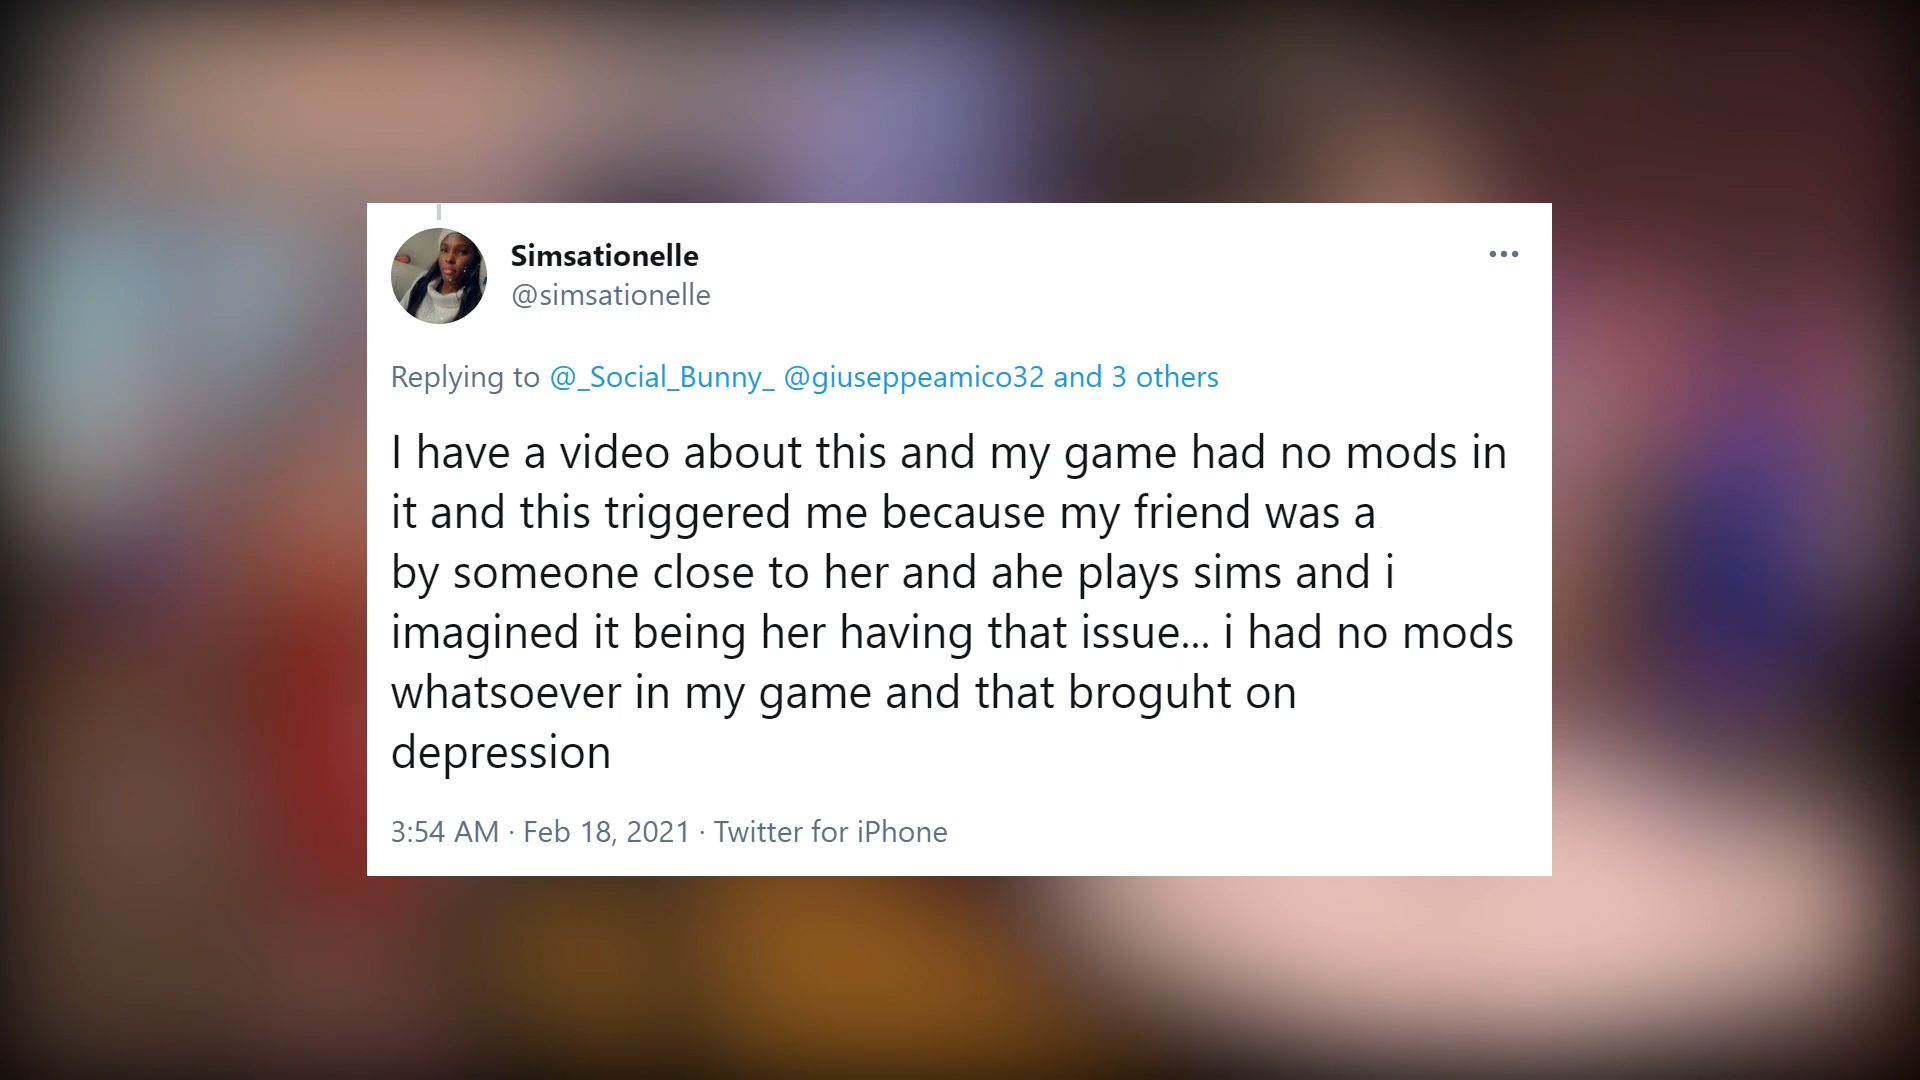 Simsationelle
@simsationelle
Replying to @_Social_Bunny_ @giuseppeamico32 and 3 others
I have a video about this and my game had no mods in
it and this triggered me because my friend was a
by someone close to her and ahe plays sims and i
imagined it being her having that issue... i had no mods
whatsoever in my game and that broguht on
depression
3:54 AM · Feb 18, 2021 · Twitter for iPhone